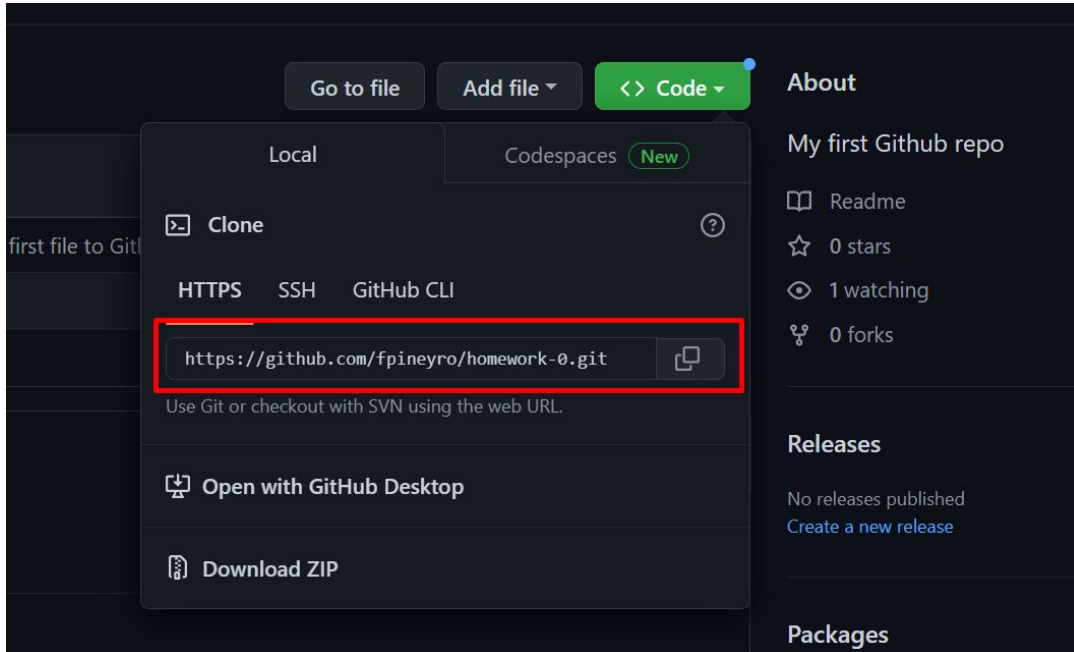 Go to file
Add file
<> Code
Local
Codespaces New
Clone
first file to Git
HTTPS SSH GitHub CLI
https://github.com/fpineyro/homework-0.git
Use Git or checkout with SVN using the web URL.
Open with GitHub Desktop
Download ZIP
About
My first Github repo
Readme
0 stars
1 watching
0 forks
Releases
No releases published
Create a new release
Packages